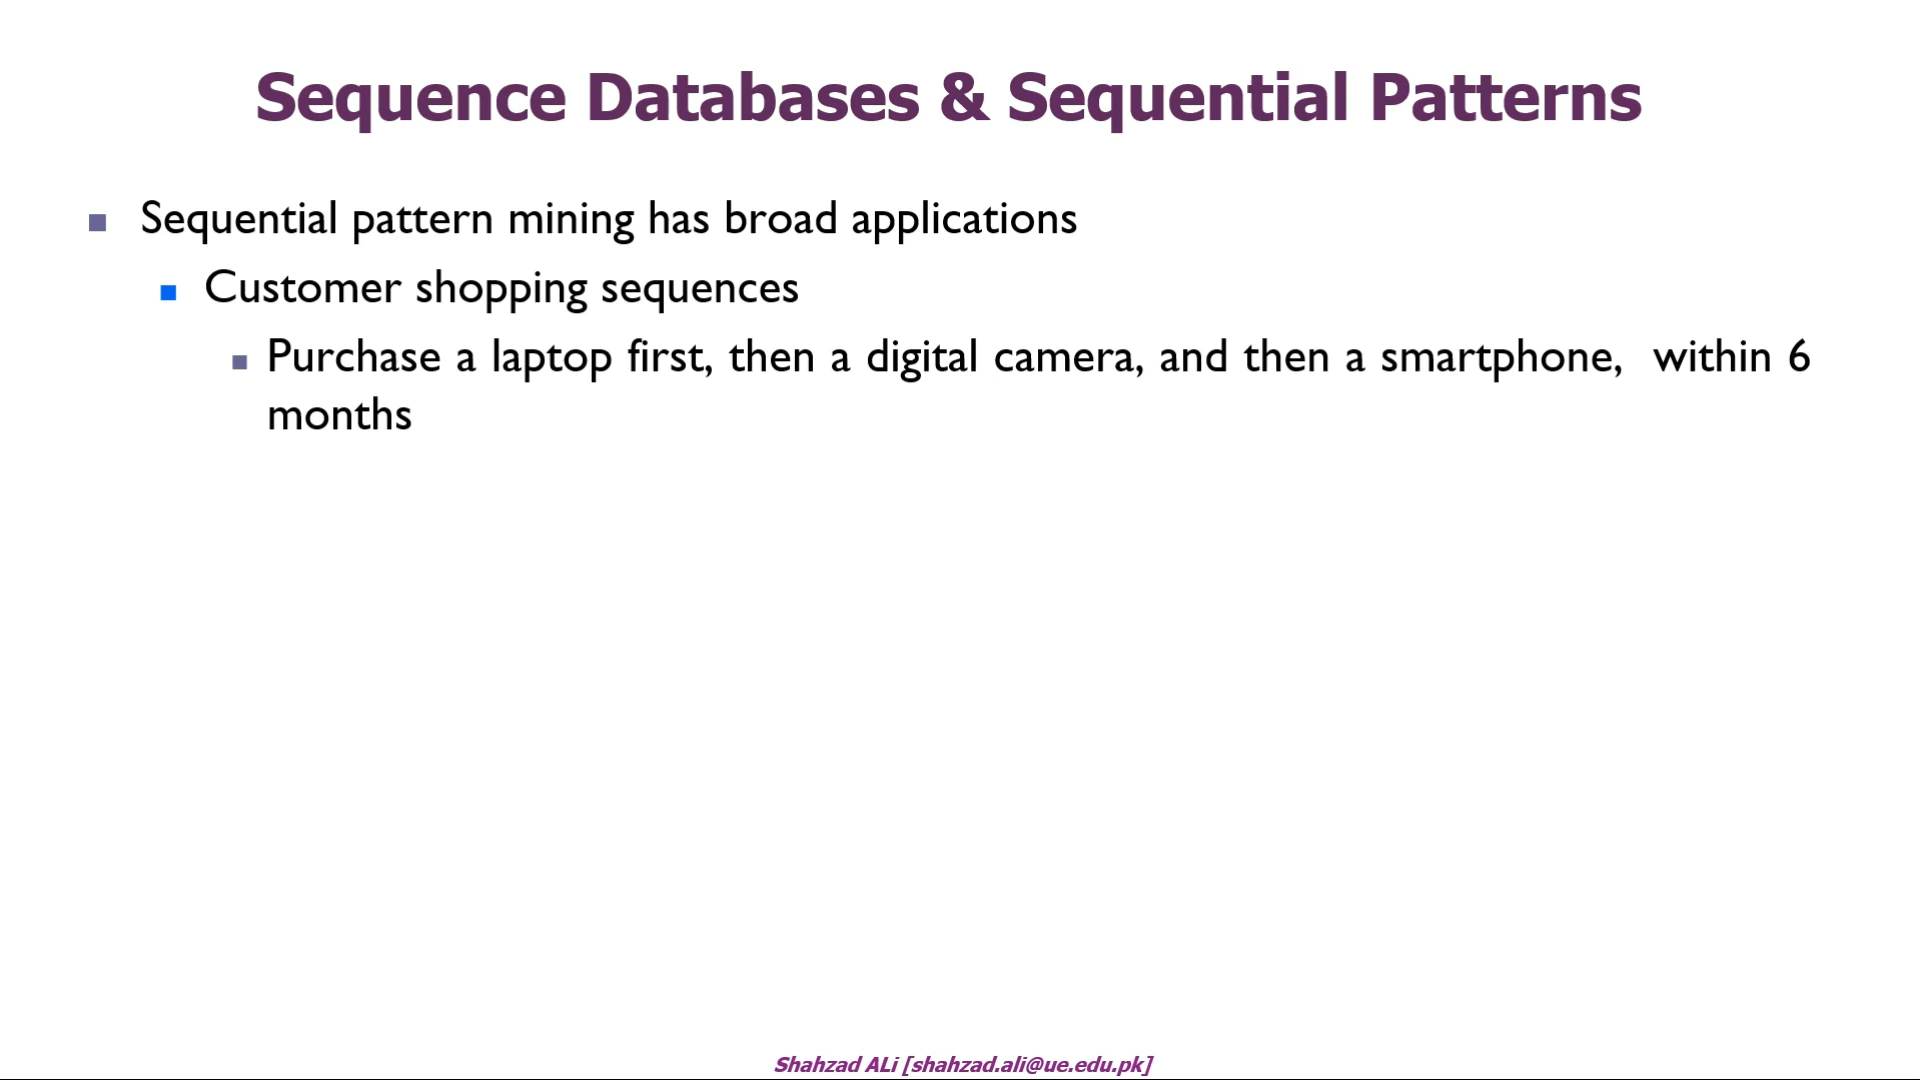 Sequence Databases & Sequential Patterns
Sequential pattern mining has broad applications
Customer shopping sequences
Purchase a laptop first, then a digital camera, and then a smartphone,  within 6
months
Shahzad ALi [shahzad.ali@ue.edu.pk]